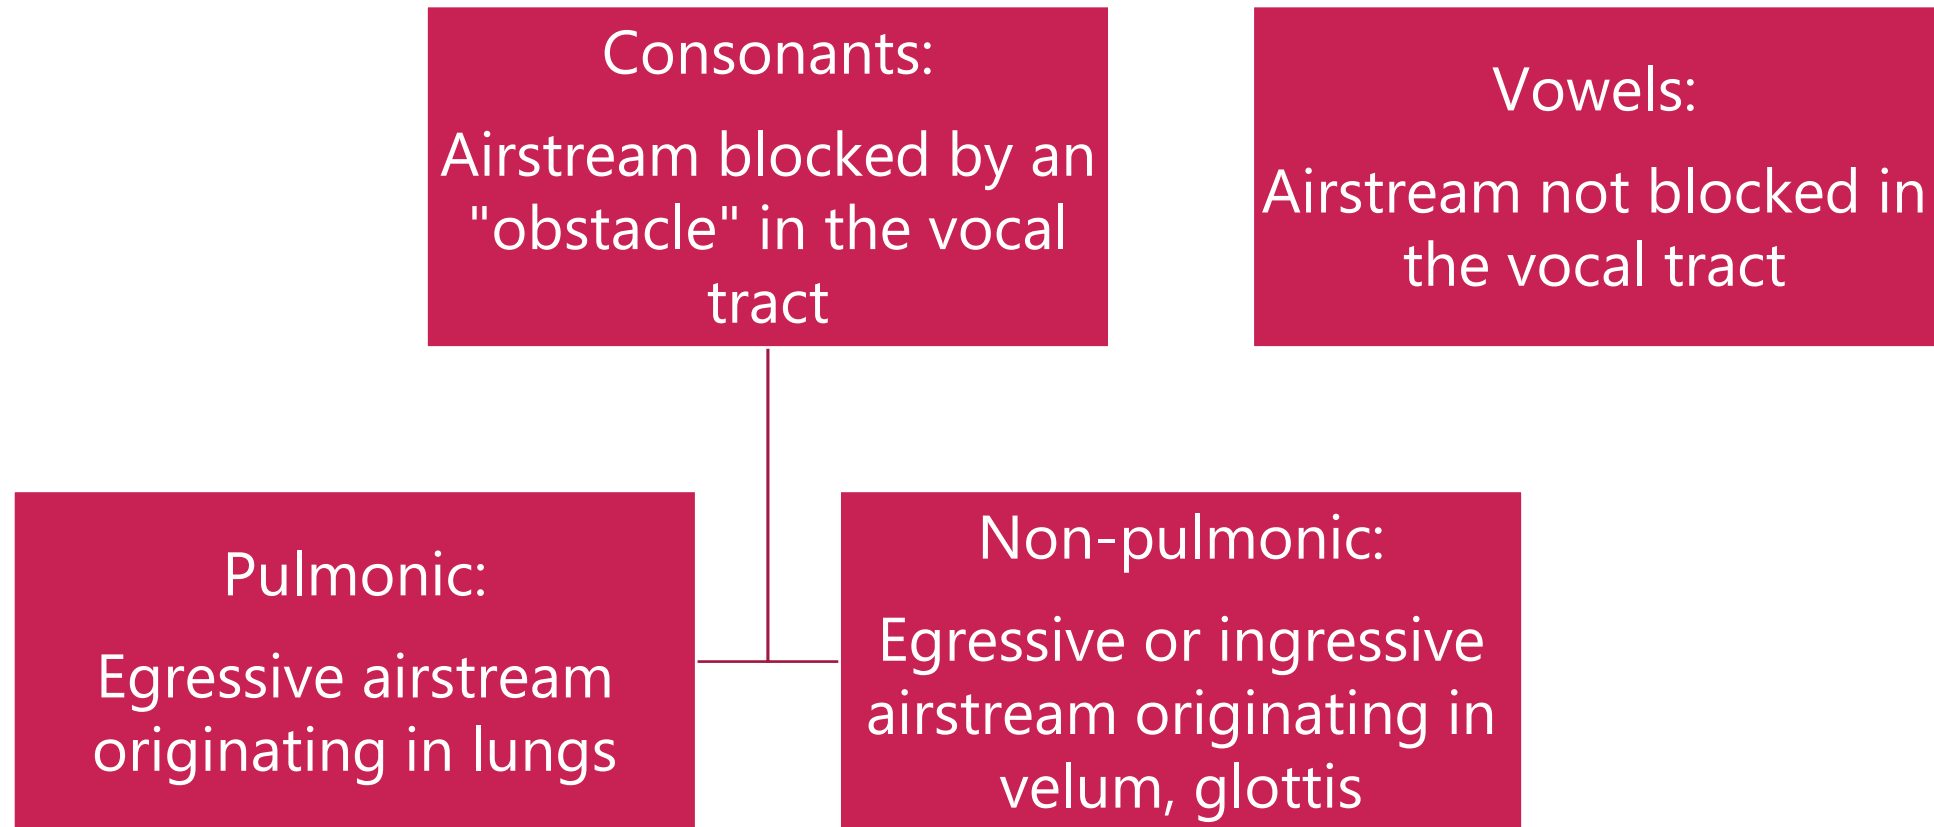 Consonants:
Airstream blocked by an
"obstacle" in the vocal
tract
Vowels:
Airstream not blocked in
the vocal tract
Pulmonic:
Egressive airstream
originating in lungs
Non-pulmonic:
Egressive or ingressive
airstream originating in
velum, glottis